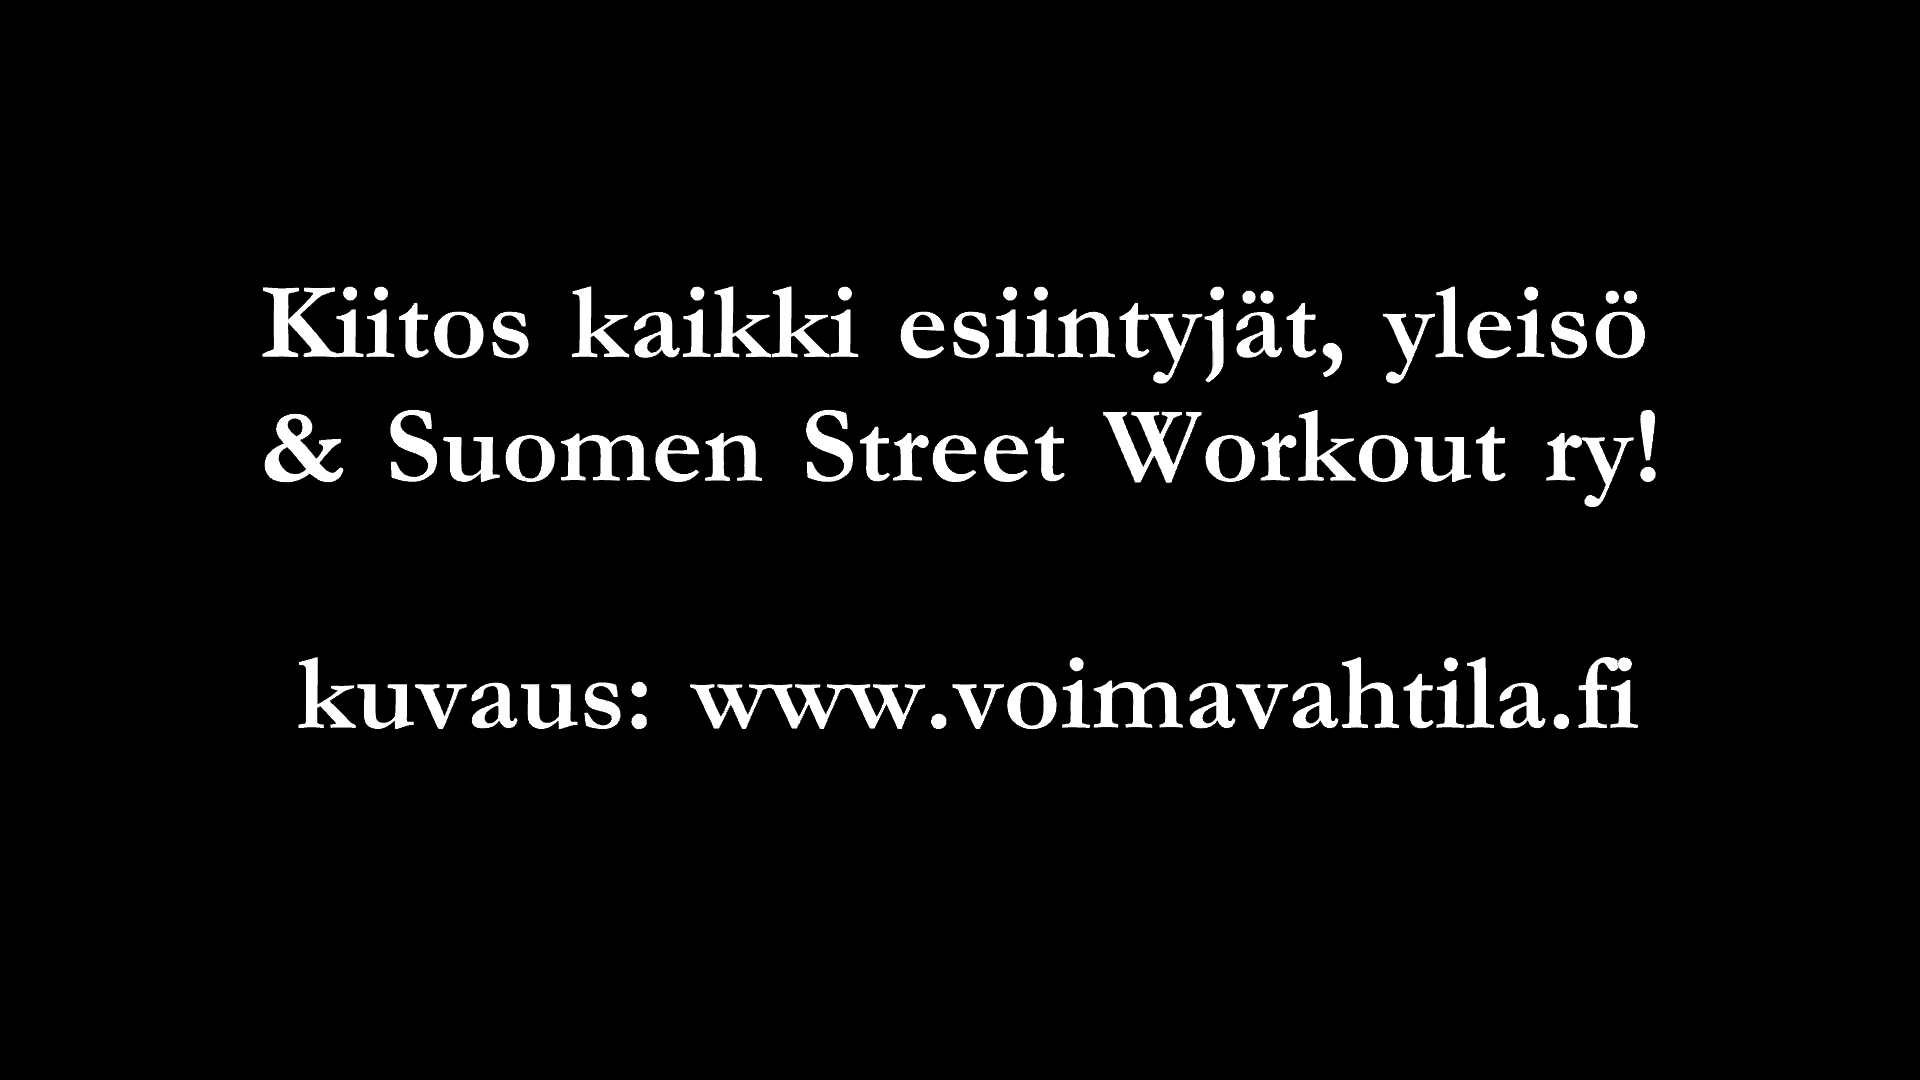 Kiitos kaikki esiintyjät, yleisö
& Suomen Street Workout ry!
kuvaus: www.voimavahtila.fi